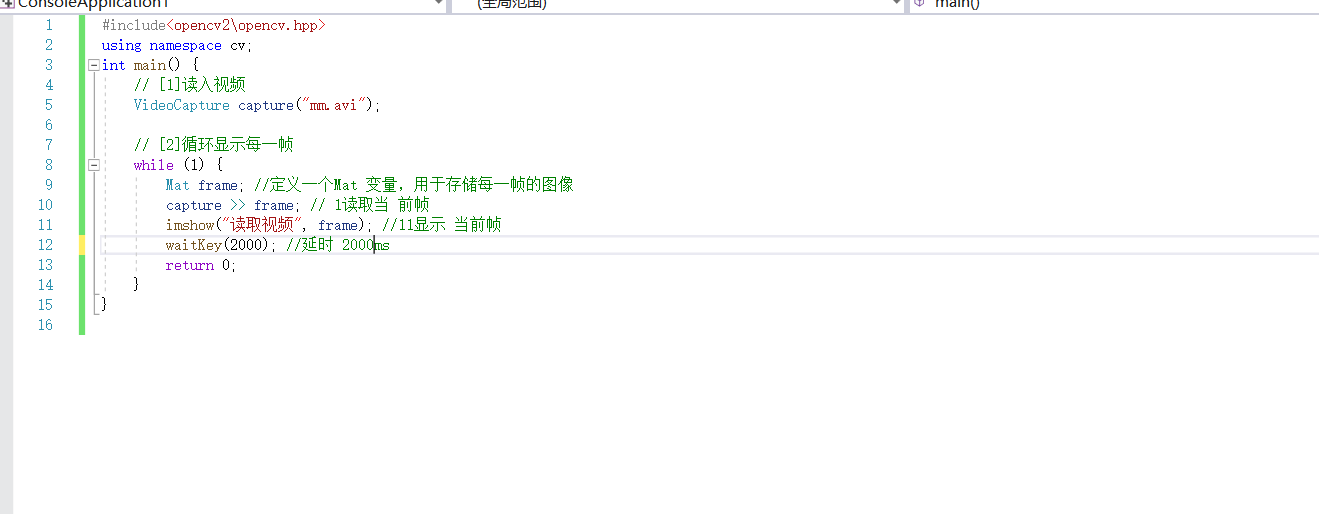 ConsoleApplication1 (全局范围) main()
1 #include<opencv2\opencv.hpp>
2 using namespace cv;
3 int main() {
4 // [1]读入视频
5 VideoCapture capture("mm.avi");
6
7 // [2]循环显示每一帧
8 while (1) {
9 Mat frame; //定义一个Mat 变量，用于存储每一帧的图像
10 capture >> frame; // 1读取当 前帧
11 imshow("读取视频", frame); //11显示 当前帧
12 waitKey(2000); //延时 2000ms
13 return 0;
14 }
15 }
16